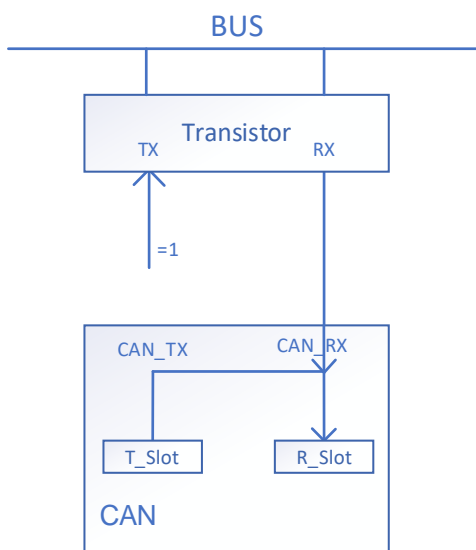 BUS
Transistor
TX
RX
=1
CAN_TX
CAN_RX
T_Slot
R_Slot
CAN